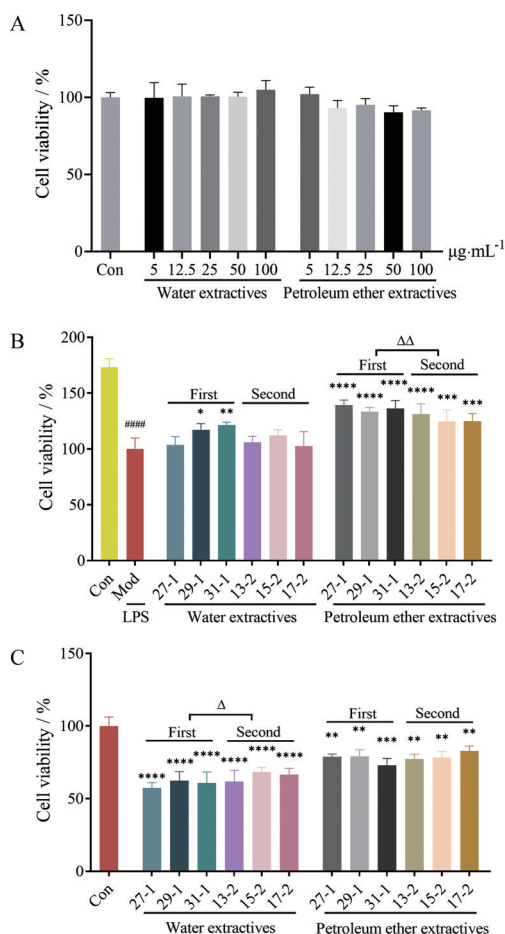 A
Cell viability / %
150
100
50
0
Con
5 12.5 25 50 100
5 12.5 25 50 100
μg·mL⁻¹
Water extractives
Petroleum ether extractives
B
Cell viability / %
200
150
100
50
0
####
First
Second
* **
ΔΔ
First
Second
**** **** **** **** *** ***
Con Mod
LPS
27-1 29-1 31-1 13-2 15-2 17-2
27-1 29-1 31-1 13-2 15-2 17-2
Water extractives
Petroleum ether extractives
C
Cell viability / %
150
100
50
0
Δ
First
Second
**** **** **** **** **** ****
First
Second
** ** *** ** ** **
Con
27-1 29-1 31-1 13-2 15-2 17-2
27-1 29-1 31-1 13-2 15-2 17-2
Water extractives
Petroleum ether extractives